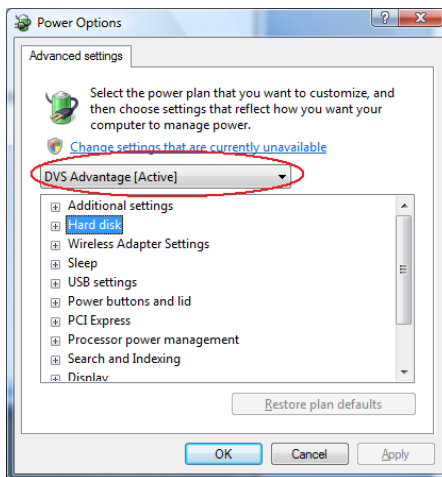 Power Options
Advanced settings
Select the power plan that you want to customize, and
then choose settings that reflect how you want your
computer to manage power.
Change settings that are currently unavailable
DVS Advantage [Active]
Additional settings
Hard disk
Wireless Adapter Settings
Sleep
USB settings
Power buttons and lid
PCI Express
Processor power management
Search and Indexing
Display
Restore plan defaults
OK Cancel Apply